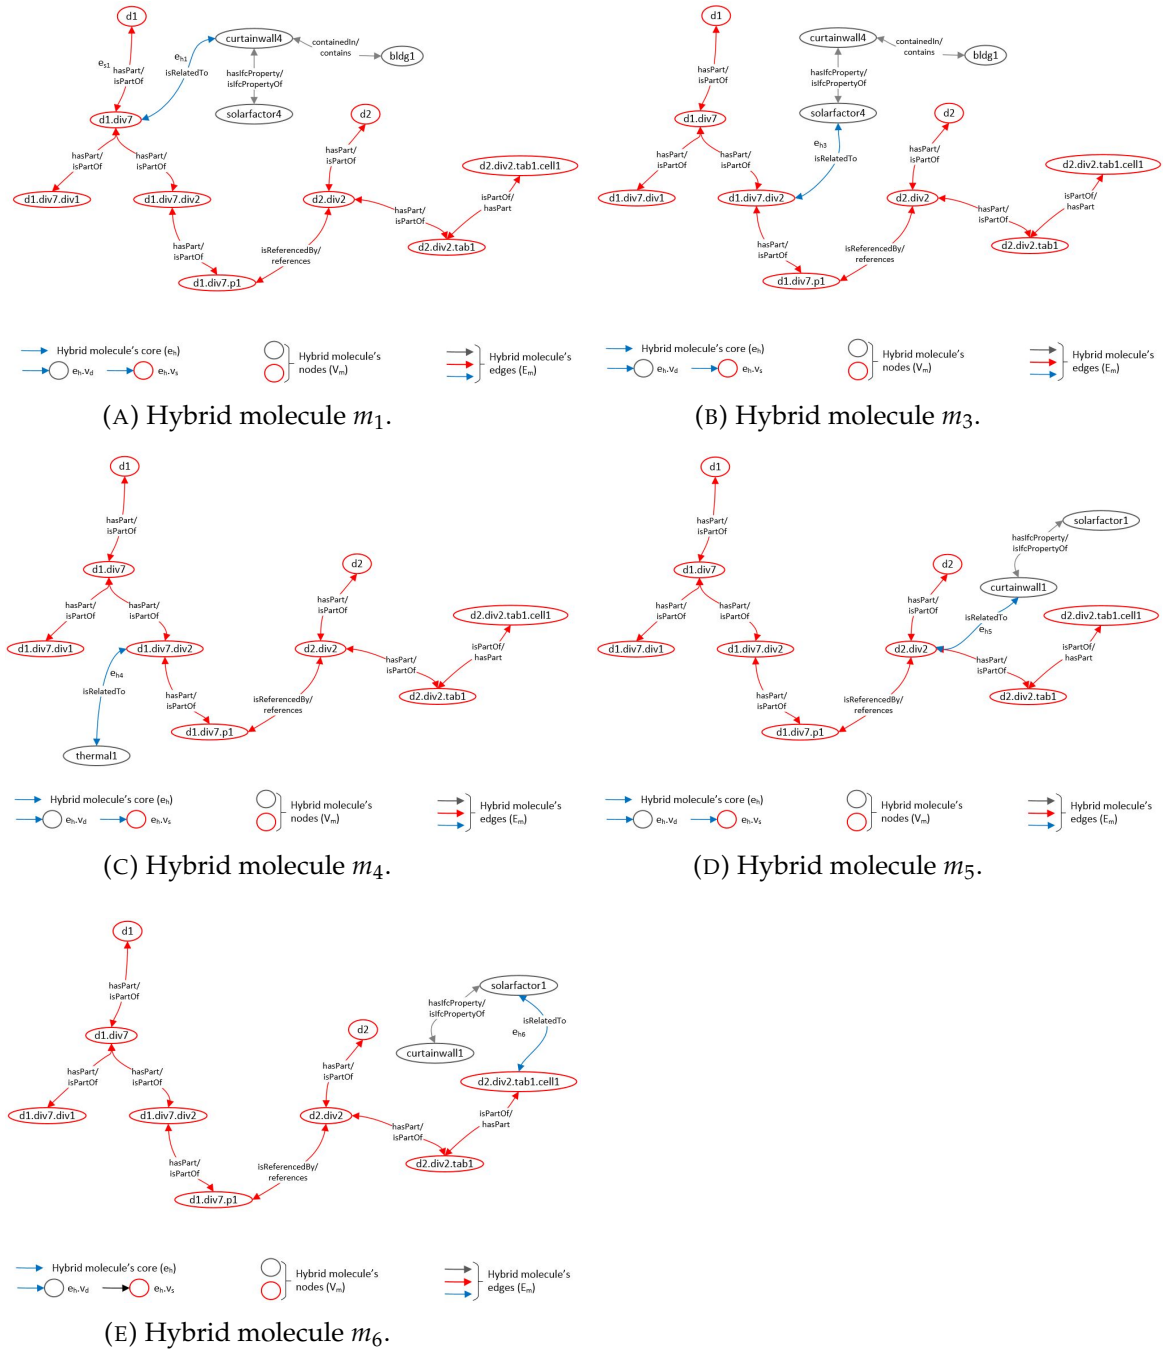 d1
curtainwall4
e_h1
containedIn/
contains
bldg1
e_s1
hasPart/
isPartOf
isRelatedTo
hasIfcProperty/
isIfcPropertyOf
solarfactor4
d1.div7
d2
hasPart/
isPartOf
hasPart/
isPartOf
hasPart/
isPartOf
d2.div2.tab1.cell1
d1.div7.div1
d1.div7.div2
d2.div2
isPartOf/
hasPart
hasPart/
isPartOf
d2.div2.tab1
hasPart/
isPartOf
isReferencedBy/
references
d1.div7.p1
Hybrid molecule's core (e_h)
e_h.v_d
e_h.v_s
Hybrid molecule's
nodes (V_m)
Hybrid molecule's
edges (E_m)
(A) Hybrid molecule m_1.
d1
curtainwall4
containedIn/
contains
bldg1
hasPart/
isPartOf
hasIfcProperty/
isIfcPropertyOf
d1.div7
solarfactor4
d2
e_h3
isRelatedTo
hasPart/
isPartOf
hasPart/
isPartOf
hasPart/
isPartOf
d2.div2.tab1.cell1
d1.div7.div1
d1.div7.div2
d2.div2
isPartOf/
hasPart
hasPart/
isPartOf
d2.div2.tab1
hasPart/
isPartOf
isReferencedBy/
references
d1.div7.p1
Hybrid molecule's core (e_h)
e_h.v_d
e_h.v_s
Hybrid molecule's
nodes (V_m)
Hybrid molecule's
edges (E_m)
(B) Hybrid molecule m_3.
d1
hasPart/
isPartOf
d1.div7
d2
hasPart/
isPartOf
hasPart/
isPartOf
hasPart/
isPartOf
d2.div2.tab1.cell1
d1.div7.div1
d1.div7.div2
d2.div2
isPartOf/
hasPart
e_h4
isRelatedTo
hasPart/
isPartOf
hasPart/
isPartOf
d2.div2.tab1
isReferencedBy/
references
d1.div7.p1
thermal1
Hybrid molecule's core (e_h)
e_h.v_d
e_h.v_s
Hybrid molecule's
nodes (V_m)
Hybrid molecule's
edges (E_m)
(C) Hybrid molecule m_4.
d1
solarfactor1
hasPart/
isPartOf
hasIfcProperty/
isIfcPropertyOf
d1.div7
d2
curtainwall1
hasPart/
isPartOf
hasPart/
isPartOf
hasPart/
isPartOf
isRelatedTo
e_h5
d2.div2.tab1.cell1
d1.div7.div1
d1.div7.div2
d2.div2
isPartOf/
hasPart
hasPart/
isPartOf
d2.div2.tab1
hasPart/
isPartOf
isReferencedBy/
references
d1.div7.p1
Hybrid molecule's core (e_h)
e_h.v_d
e_h.v_s
Hybrid molecule's
nodes (V_m)
Hybrid molecule's
edges (E_m)
(D) Hybrid molecule m_5.
d1
solarfactor1
hasPart/
isPartOf
hasIfcProperty/
isIfcPropertyOf
isRelatedTo
e_h6
d1.div7
d2
curtainwall1
hasPart/
isPartOf
hasPart/
isPartOf
hasPart/
isPartOf
d2.div2.tab1.cell1
d1.div7.div1
d1.div7.div2
d2.div2
isPartOf/
hasPart
hasPart/
isPartOf
d2.div2.tab1
hasPart/
isPartOf
isReferencedBy/
references
d1.div7.p1
Hybrid molecule's core (e_h)
e_h.v_d
e_h.v_s
Hybrid molecule's
nodes (V_m)
Hybrid molecule's
edges (E_m)
(E) Hybrid molecule m_6.